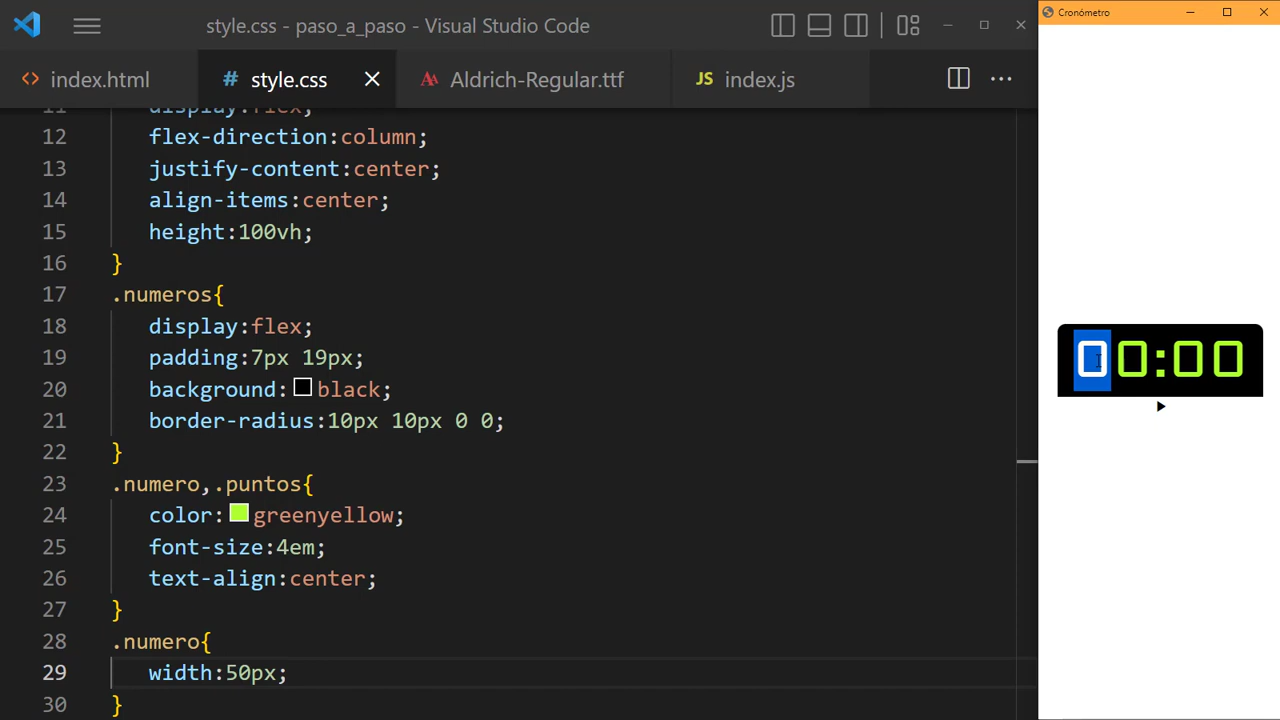 style.css - paso_a_paso - Visual Studio Code
Cronómetro
index.html
# style.css
Aldrich-Regular.ttf
JS index.js
11 display:flex;
12 flex-direction:column;
13 justify-content:center;
14 align-items:center;
15 height:100vh;
16 }
17 .numeros{
18 display:flex;
19 padding:7px 19px;
20 background:black;
21 border-radius:10px 10px 0 0;
22 }
23 .numero,.puntos{
24 color:greenyellow;
25 font-size:4em;
26 text-align:center;
27 }
28 .numero{
29 width:50px;
30 }
00:00